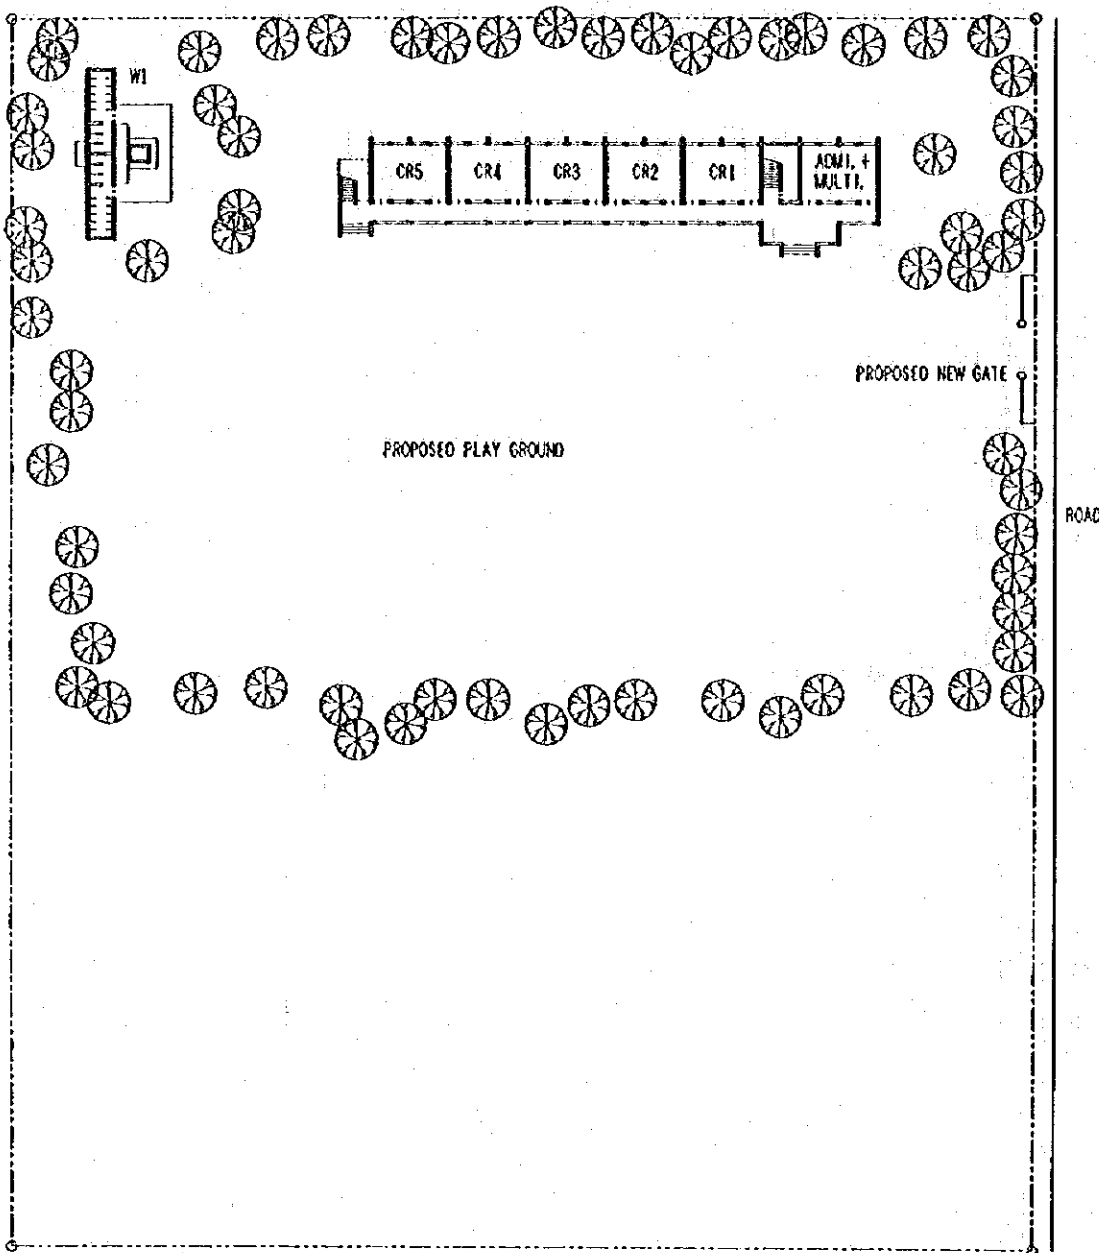 W1
CR5
CR4
CR3
CR2
CR1
ADMI. +
MULTI.
PROPOSED NEW GATE
PROPOSED PLAY GROUND
ROAD